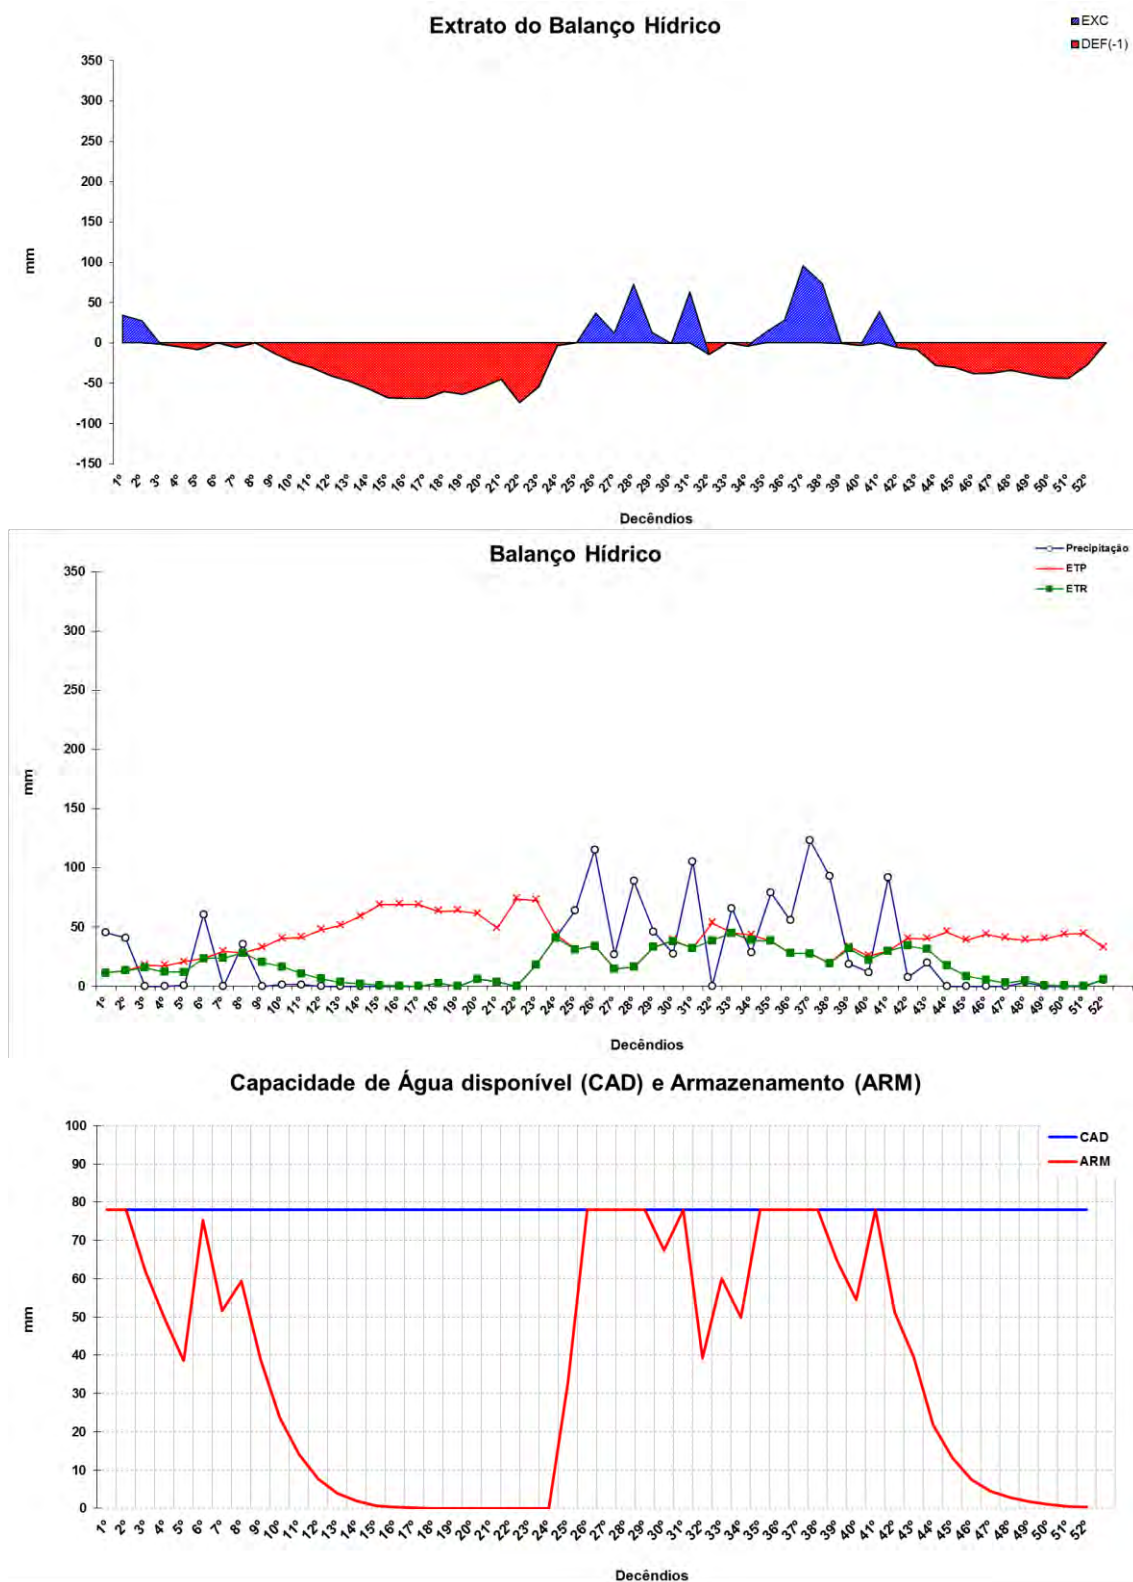 Extrato do Balanço Hídrico
EXC
DEF(-1)
350
300
250
200
150
100
50
0
-50
-100
-150
mm
1º 2º 3º 4º 5º 6º 7º 8º 9º 10º 11º 12º 13º 14º 15º 16º 17º 18º 19º 20º 21º 22º 23º 24º 25º 26º 27º 28º 29º 30º 31º 32º 33º 34º 35º 36º 37º 38º 39º 40º 41º 42º 43º 44º 45º 46º 47º 48º 49º 50º 51º 52º
Decêndios
Balanço Hídrico
Precipitação
ETP
ETR
350
300
250
200
150
100
50
0
mm
1º 2º 3º 4º 5º 6º 7º 8º 9º 10º 11º 12º 13º 14º 15º 16º 17º 18º 19º 20º 21º 22º 23º 24º 25º 26º 27º 28º 29º 30º 31º 32º 33º 34º 35º 36º 37º 38º 39º 40º 41º 42º 43º 44º 45º 46º 47º 48º 49º 50º 51º 52º
Decêndios
Capacidade de Água disponível (CAD) e Armazenamento (ARM)
CAD
ARM
100
90
80
70
60
50
40
30
20
10
0
mm
1º 2º 3º 4º 5º 6º 7º 8º 9º 10º 11º 12º 13º 14º 15º 16º 17º 18º 19º 20º 21º 22º 23º 24º 25º 26º 27º 28º 29º 30º 31º 32º 33º 34º 35º 36º 37º 38º 39º 40º 41º 42º 43º 44º 45º 46º 47º 48º 49º 50º 51º 52º
Decêndios